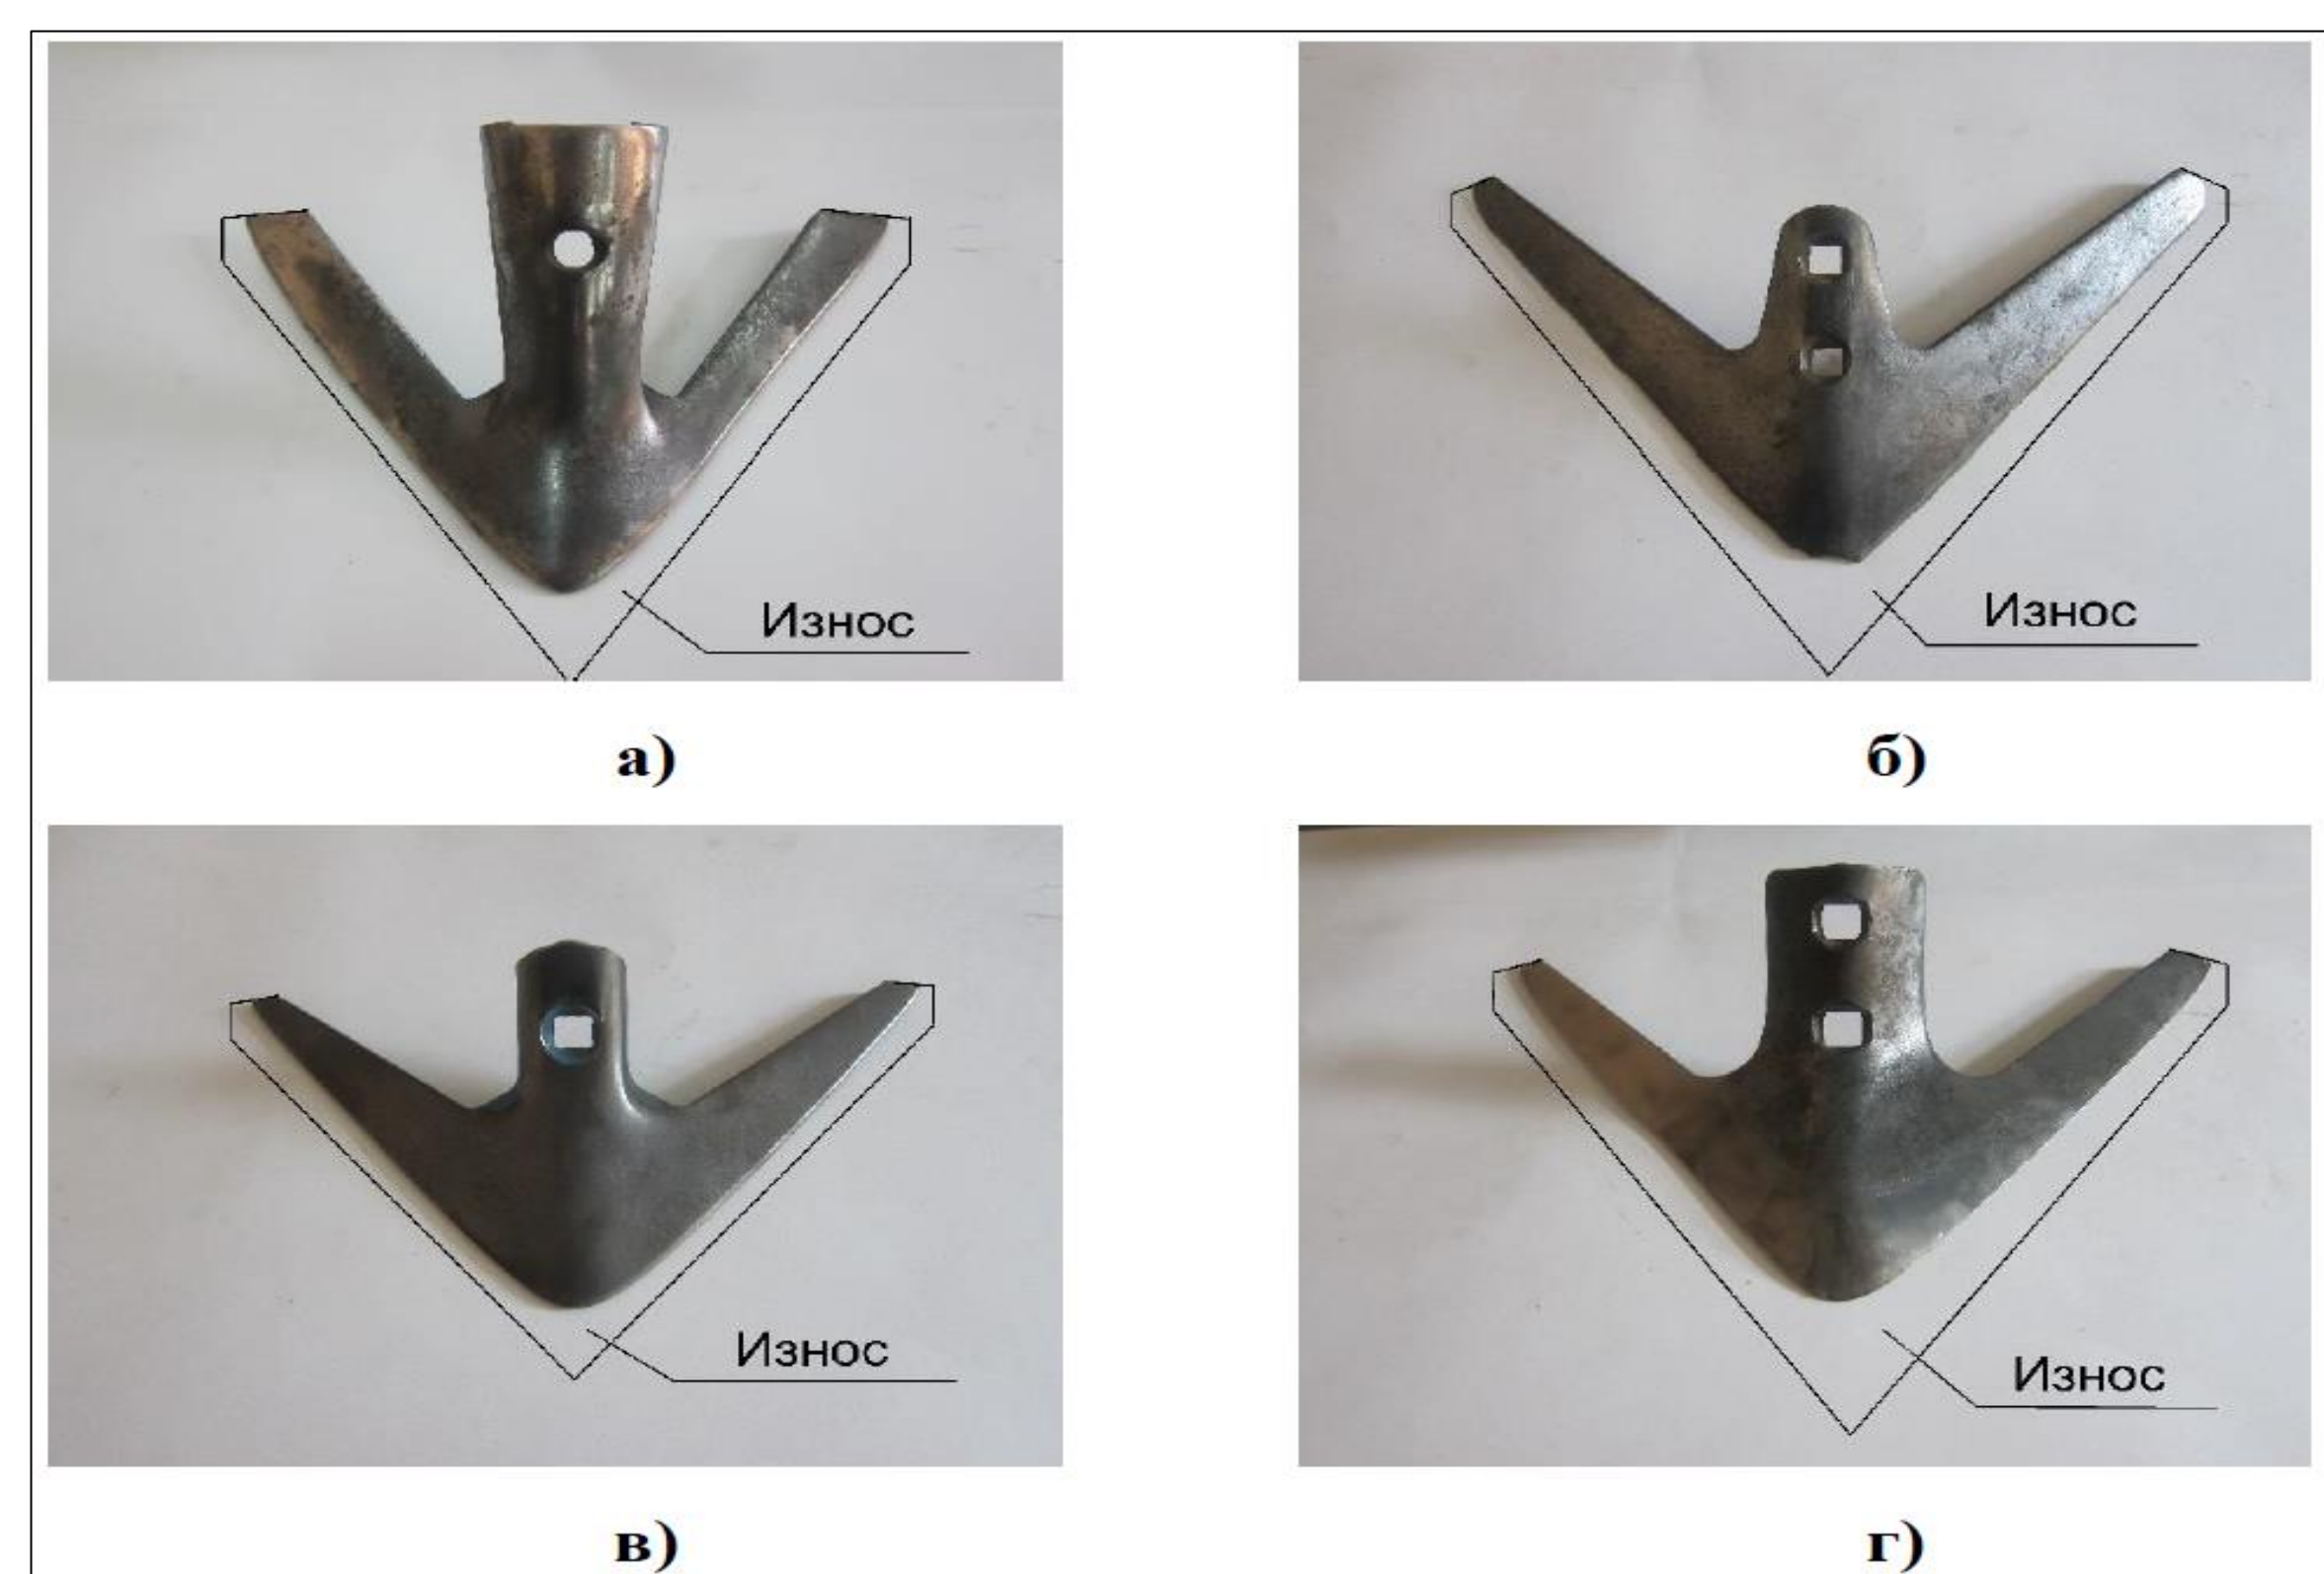 Износ
Износ
а)
б)
Износ
Износ
в)
г)